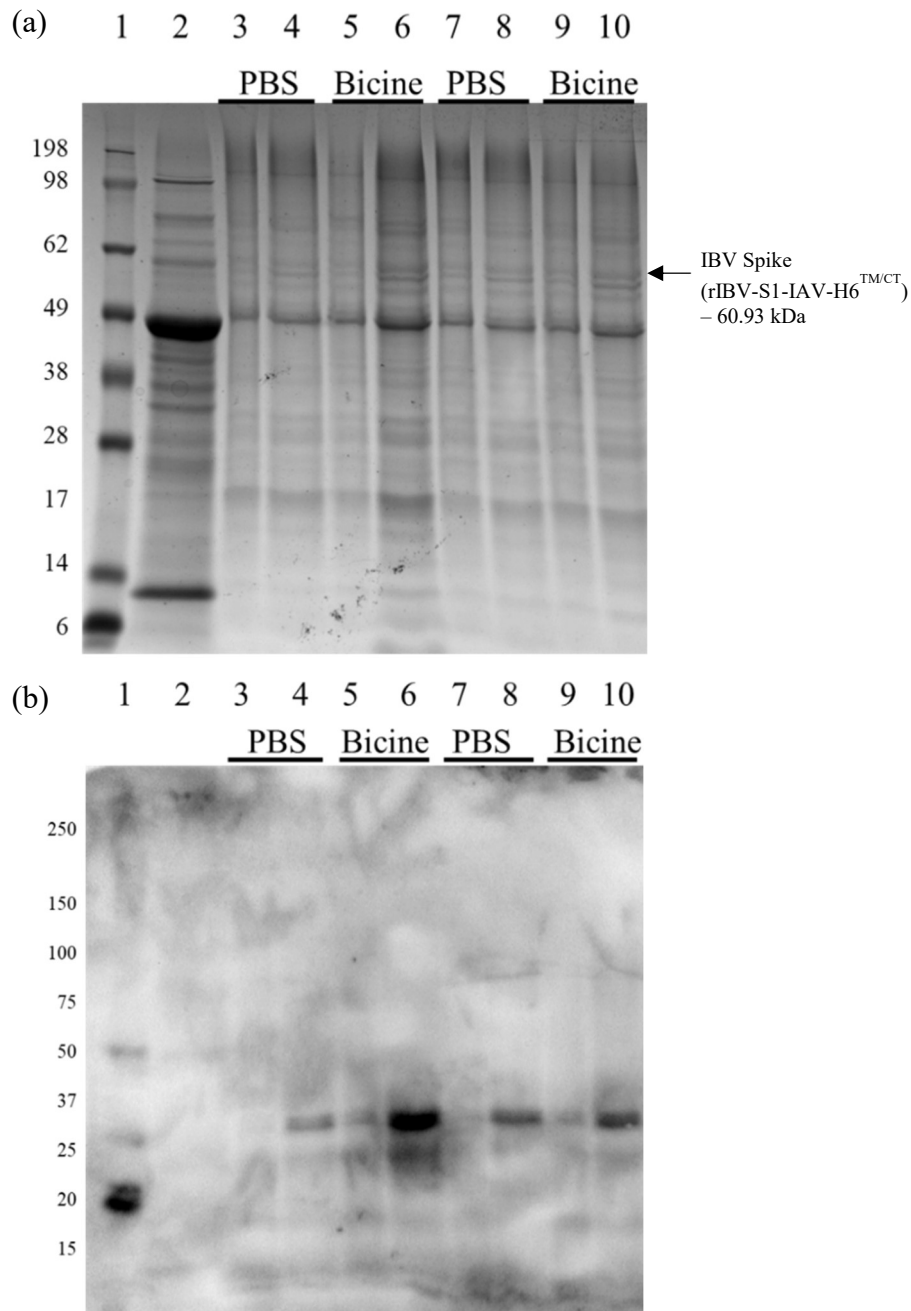 (a)
1 2 3 4 5 6 7 8 9 10
PBS Bicine PBS Bicine
198
98
62
49
38
28
17
14
6
IBV Spike
(rIBV-S1-IAV-H6TM/CT)
– 60.93 kDa
(b)
1 2 3 4 5 6 7 8 9 10
PBS Bicine PBS Bicine
250
150
100
75
50
37
25
20
15